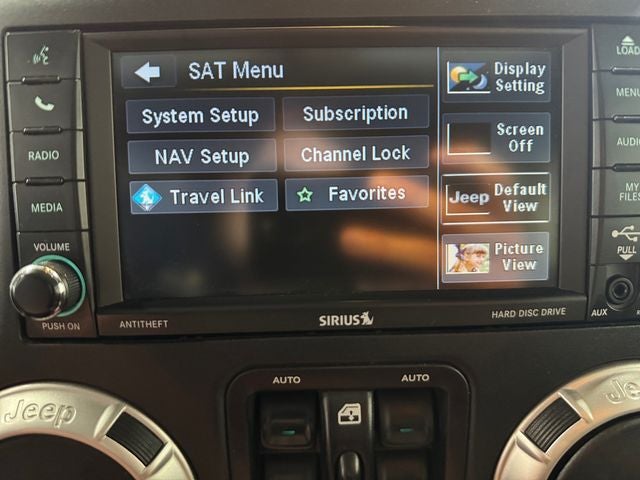 SAT Menu
System Setup
Subscription
NAV Setup
Channel Lock
Travel Link
Favorites
Display
Setting
Screen
Off
Jeep
Default
View
Picture
View
RADIO
MEDIA
VOLUME
PUSH ON
LOAD
MENU
AUDIO
MY
FILES
PULL
AUX
ANTITHEFT
SIRIUS
HARD DISC DRIVE
AUTO
AUTO
Jeep